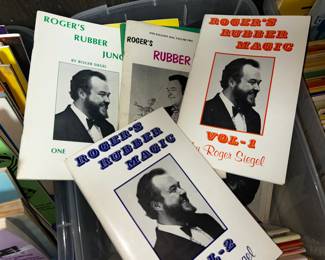 ROGER'S
RUBBER
JUNG
BY ROGER SIEGEL
ONE
ROGER'S
RUBBER
ROGER'S
RUBBER
MAGIC
VOL-1
by Roger Siegel
ROGER'S
RUBBER
MAGIC
L-2